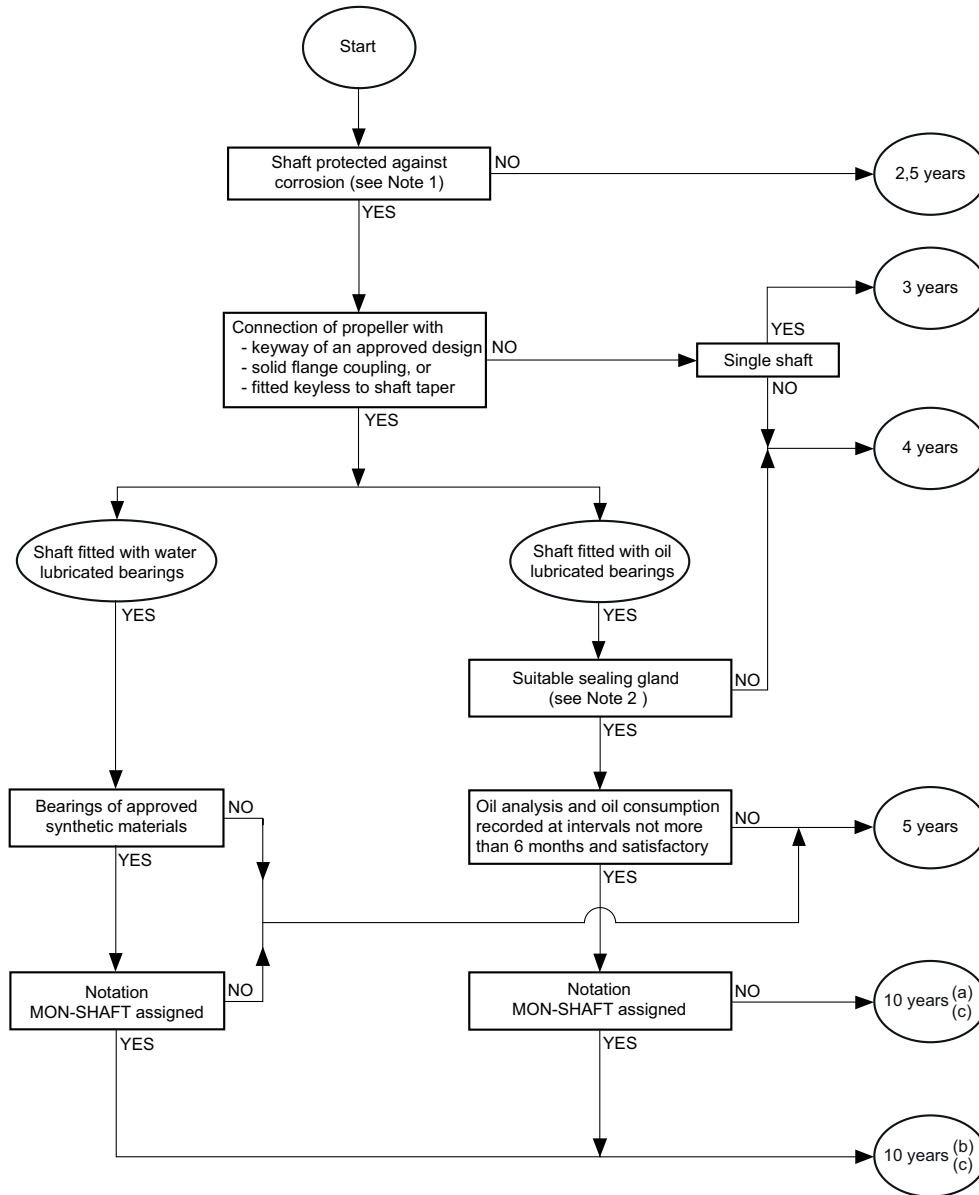 Start
Shaft protected against
corrosion (see Note 1)
NO
2,5 years
YES
3 years
YES
Connection of propeller with
- keyway of an approved design
- solid flange coupling, or
- fitted keyless to shaft taper
NO
Single shaft
NO
YES
4 years
Shaft fitted with water
lubricated bearings
Shaft fitted with oil
lubricated bearings
YES
YES
Suitable sealing gland
(see Note 2 )
NO
YES
Bearings of approved
synthetic materials
NO
Oil analysis and oil consumption
recorded at intervals not more
than 6 months and satisfactory
NO
5 years
YES
YES
Notation
MON-SHAFT assigned
NO
Notation
MON-SHAFT assigned
NO
10 years (a)
(c)
YES
YES
10 years (b)
(c)